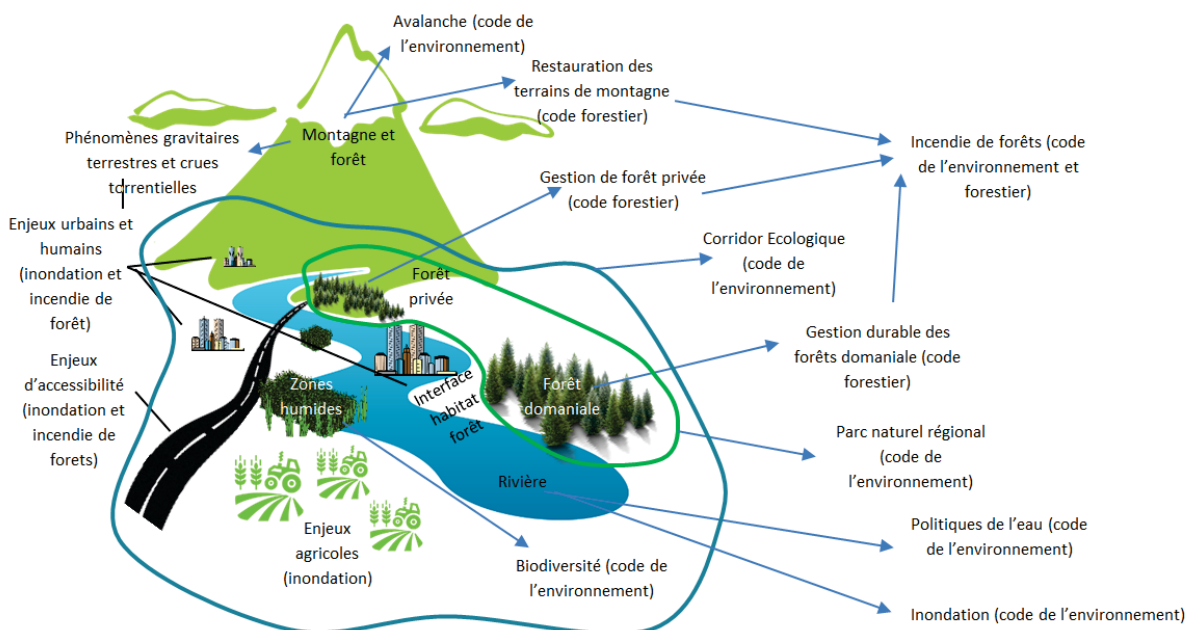 Avalanche (code de
l'environnement)
Restauration des
terrains de montagne
(code forestier)
Phénomènes gravitaires
terrestres et crues
torrentielles
Montagne et
forêt
Incendie de forêts (code
de l'environnement et
forestier)
Gestion de forêt privée
(code forestier)
Enjeux urbains et
humains
(inondation et
incendie de
forêt)
Corridor Ecologique
(code de
l'environnement)
Forêt
privée
Gestion durable des
forêts domaniale (code
forestier)
Enjeux
d'accessibilité
(inondation et
incendie de
forets)
Zones
humides
Interface
habitat
forêt
Forêt
domaniale
Parc naturel régional
(code de
l'environnement)
Rivière
Enjeux
agricoles
(inondation)
Politiques de l'eau (code
de l'environnement)
Biodiversité (code de
l'environnement)
Inondation (code de l'environnement)